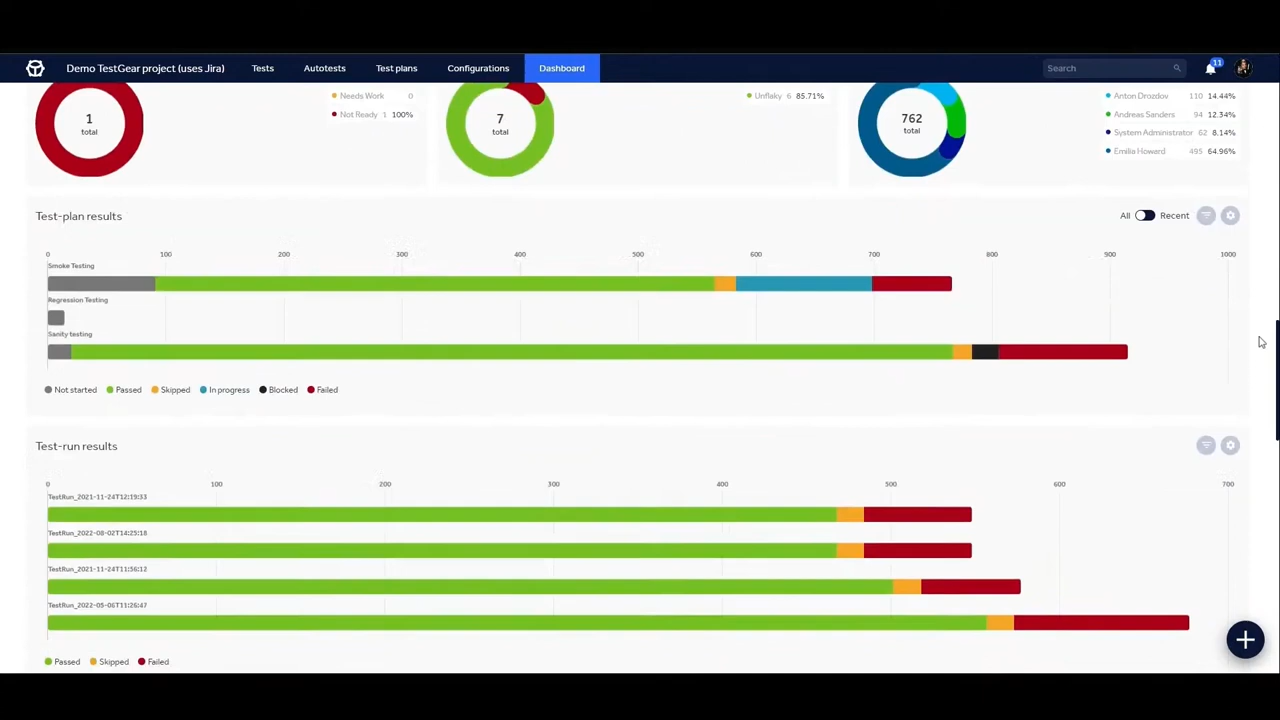 Demo TestGear project (uses Jira) Tests Autotests Test plans Configurations Dashboard Search 11
Needs Work 0
Not Ready 1 100%
1
total
Unflaky 6 85.71%
7
total
Anton Drozdov 110 14.44%
Andreas Sanders 94 12.34%
System Administrator 62 8.14%
Emilia Howard 495 64.96%
762
total
Test-plan results
All Recent
0 100 200 300 400 500 600 700 800 900 1000
Smoke Testing
Regression Testing
Sanity testing
Not started Passed Skipped In progress Blocked Failed
Test-run results
0 100 200 300 400 500 600 700
TestRun_2021-11-24T12:19:33
TestRun_2022-08-02T14:25:18
TestRun_2021-11-24T11:56:12
TestRun_2022-05-06T11:26:47
Passed Skipped Failed